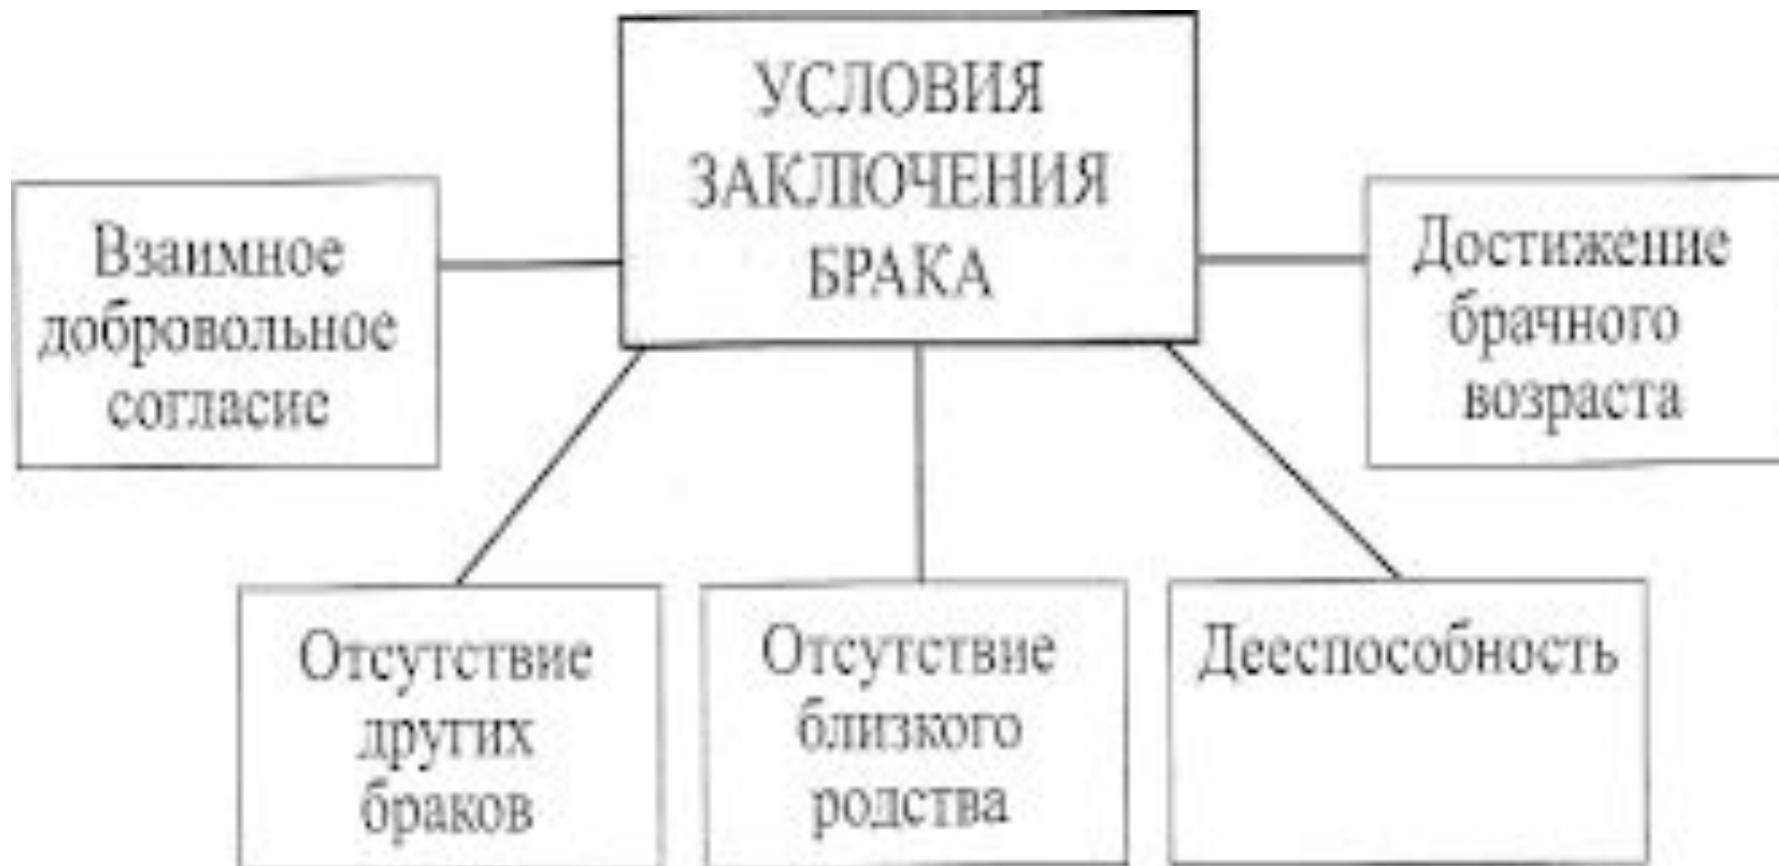 УСЛОВИЯ
ЗАКЛЮЧЕНИЯ
БРАКА
Взаимное
добровольное
согласие
Достижение
брачного
возраста
Отсутствие
других
браков
Отсутствие
близкого
родства
Дееспособность